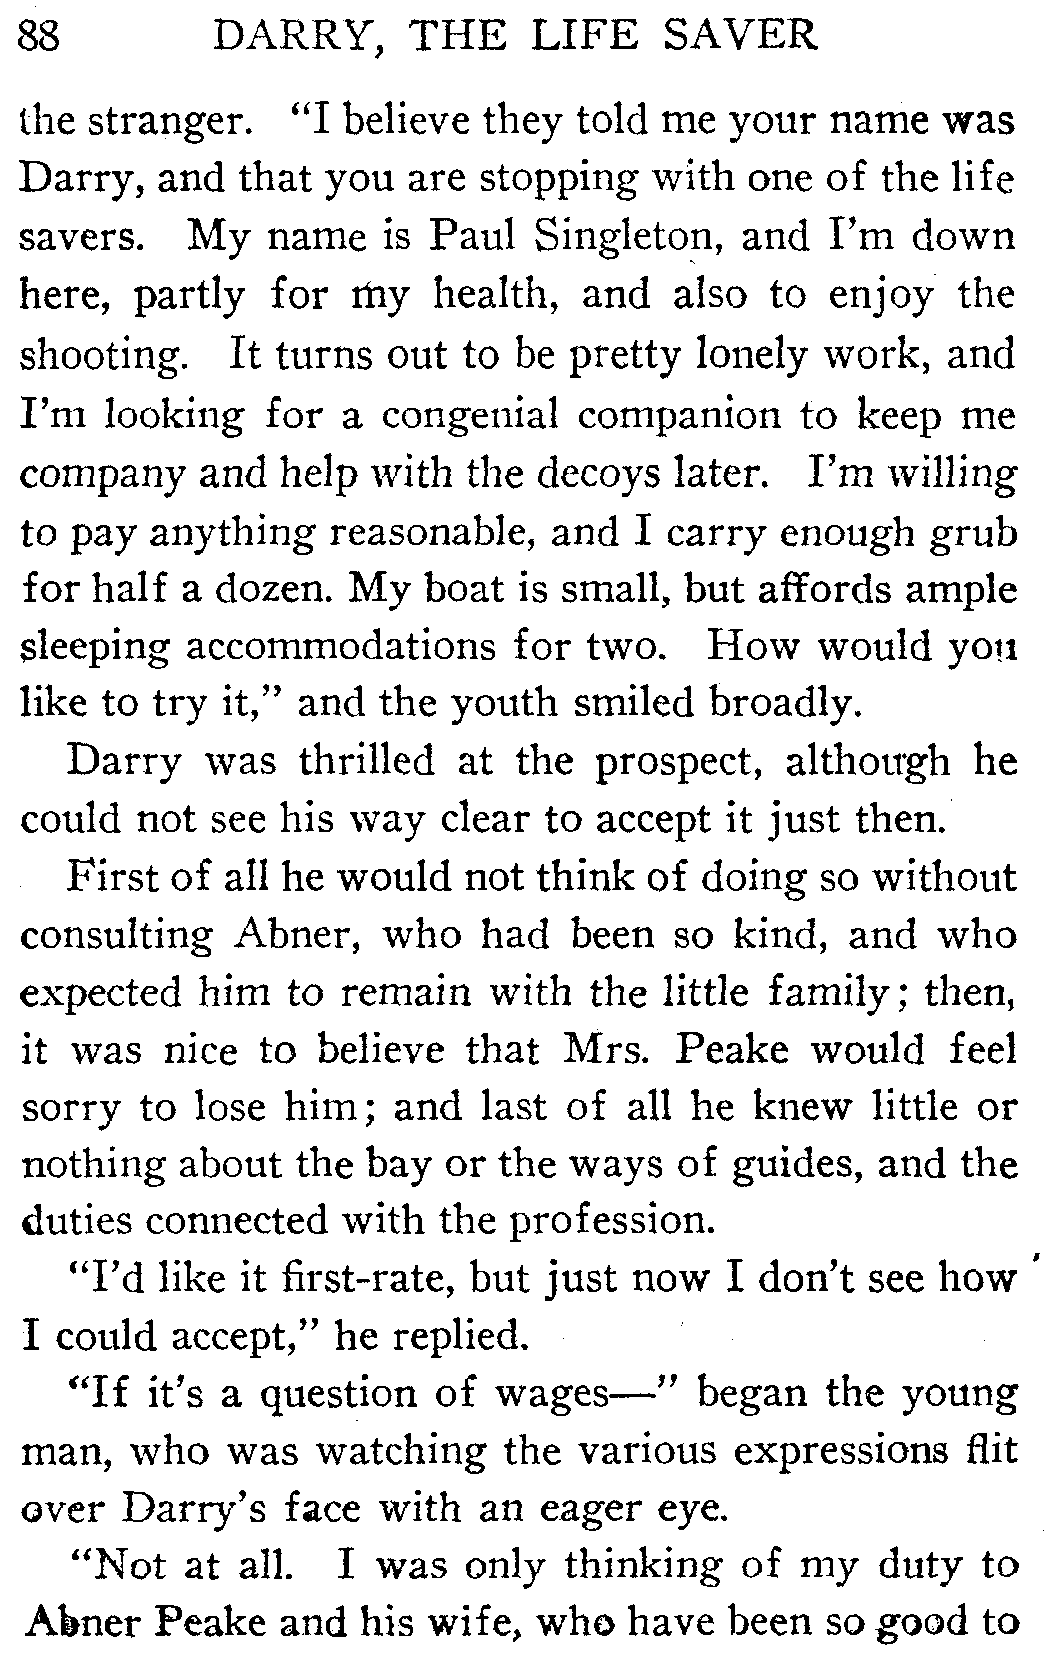 88 DARRY, THE LIFE SAVER
the stranger. “I believe they told me your name was
Darry, and that you are stopping with one of the life
savers. My name is Paul Singleton, and I’m down
here, partly for my health, and also to enjoy the
shooting. It turns out to be pretty lonely work, and
I’m looking for a congenial companion to keep me
company and help with the decoys later. I’m willing
to pay anything reasonable, and I carry enough grub
for half a dozen. My boat is small, but affords ample
sleeping accommodations for two. How would you
like to try it,” and the youth smiled broadly.
Darry was thrilled at the prospect, although he
could not see his way clear to accept it just then.
First of all he would not think of doing so without
consulting Abner, who had been so kind, and who
expected him to remain with the little family; then,
it was nice to believe that Mrs. Peake would feel
sorry to lose him; and last of all he knew little or
nothing about the bay or the ways of guides, and the
duties connected with the profession.
“I’d like it first-rate, but just now I don’t see how
I could accept,” he replied.
“If it’s a question of wages—” began the young
man, who was watching the various expressions flit
over Darry’s face with an eager eye.
“Not at all. I was only thinking of my duty to
Abner Peake and his wife, who have been so good to